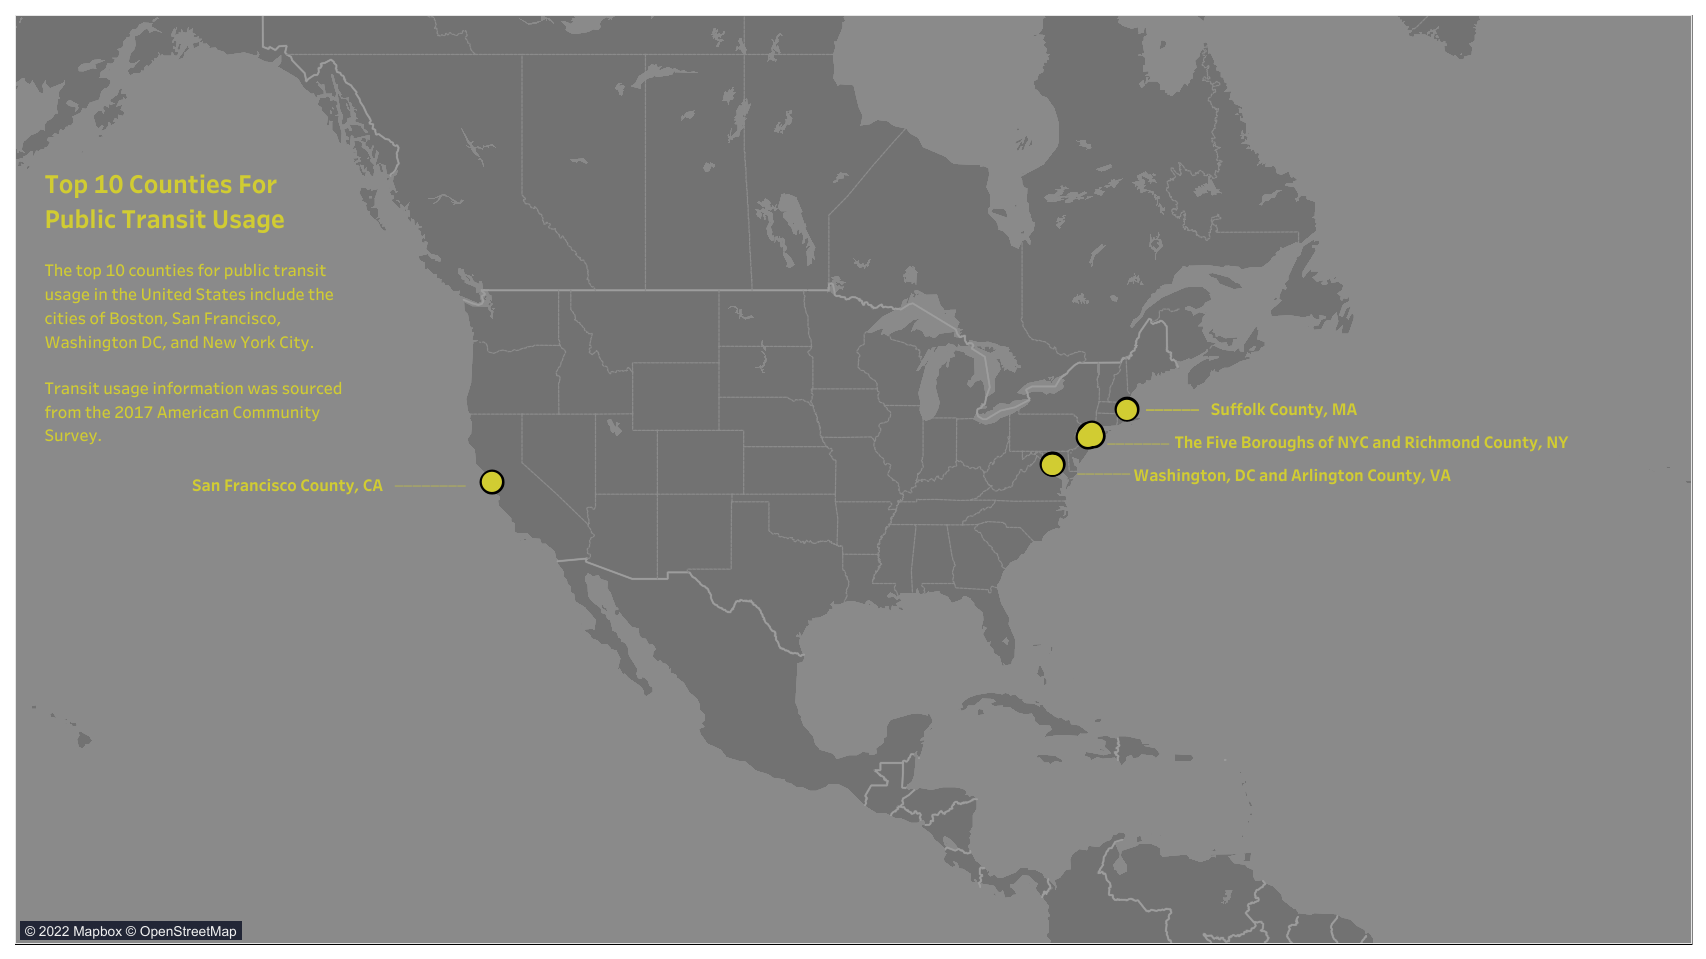 Top 10 Counties For
Public Transit Usage
The top 10 counties for public transit
usage in the United States include the
cities of Boston, San Francisco,
Washington DC, and New York City.
Transit usage information was sourced
from the 2017 American Community
Survey.
Suffolk County, MA
The Five Boroughs of NYC and Richmond County, NY
Washington, DC and Arlington County, VA
San Francisco County, CA
© 2022 Mapbox © OpenStreetMap